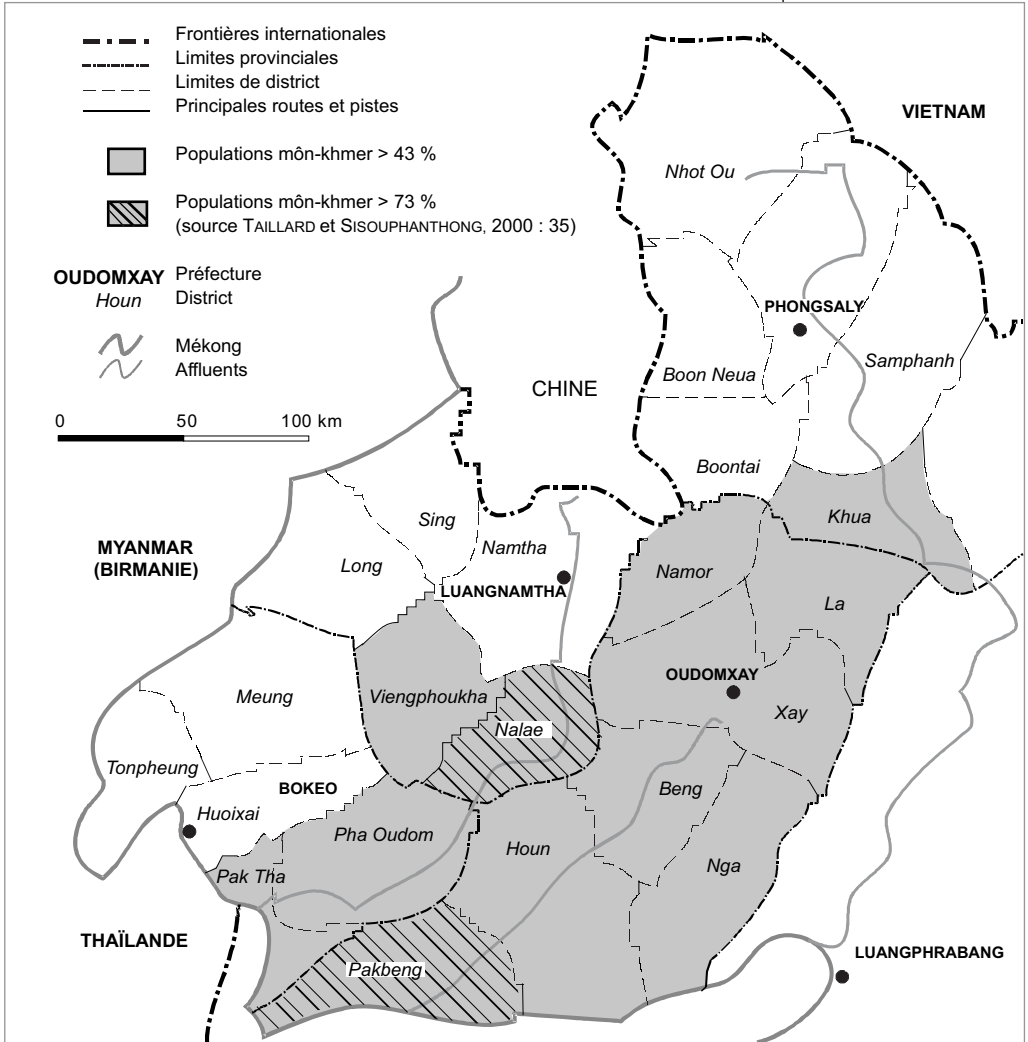 Frontières internationales
Limites provinciales
Limites de district
Principales routes et pistes
Populations môn-khmer > 43 %
Populations môn-khmer > 73 %
(source TAILLARD et SISOUPHANTHONG, 2000 : 35)
OUDOMXAY Préfecture
Houn District
Mékong
Affluents
0 50 100 km
VIETNAM
Nhot Ou
PHONGSALY
Samphanh
Boon Neua
CHINE
Boontai
Khua
Sing
Namtha
MYANMAR
(BIRMANIE)
Long
LUANGNAMTHA
Namor
La
OUDOMXAY
Meung
Viengphoukha
Xay
Nalae
Tonpheung
BOKEO
Beng
Huoixai
Pha Oudom
Houn
Nga
Pak Tha
THAÏLANDE
Pakbeng
LUANGPHRABANG